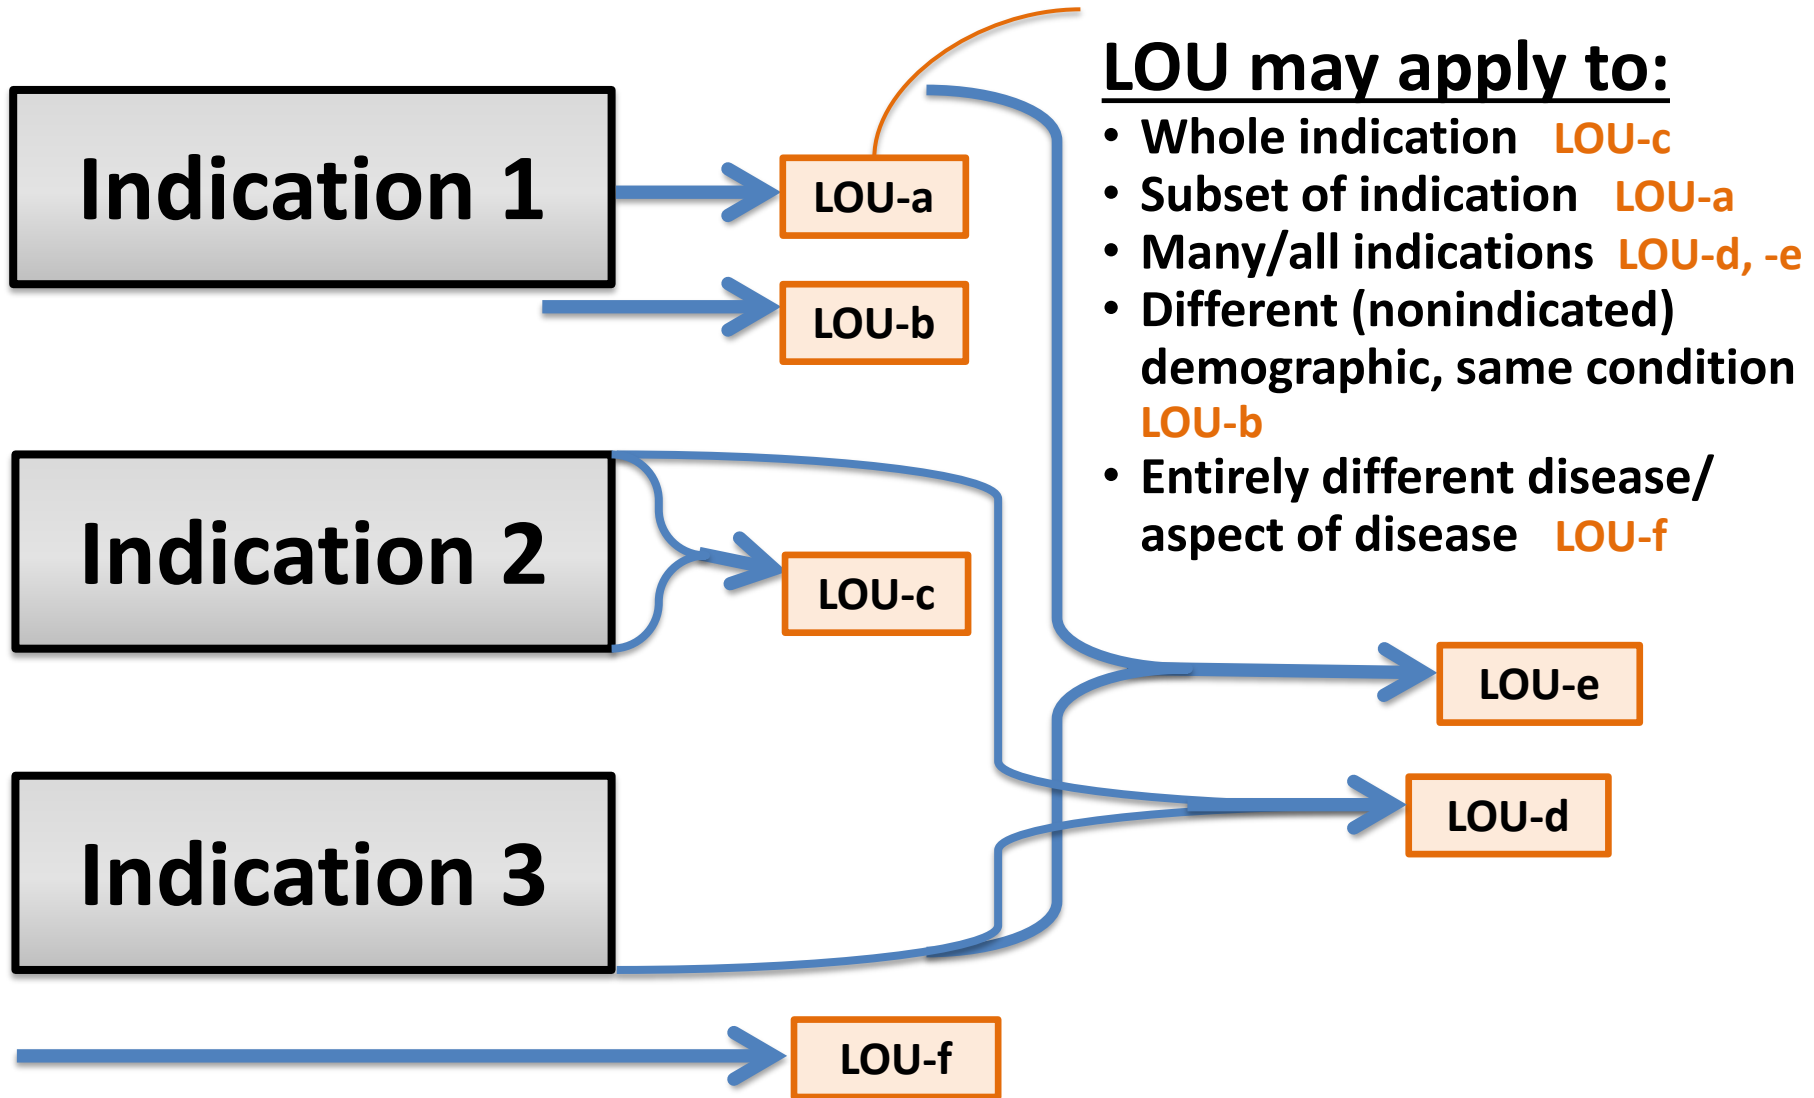 Indication 1
LOU-a
LOU-b
Indication 2
LOU-c
Indication 3
LOU-f
LOU may apply to:
• Whole indication LOU-c
• Subset of indication LOU-a
• Many/all indications LOU-d, -e
• Different (nonindicated)
demographic, same condition
LOU-b
• Entirely different disease/
aspect of disease LOU-f
LOU-e
LOU-d